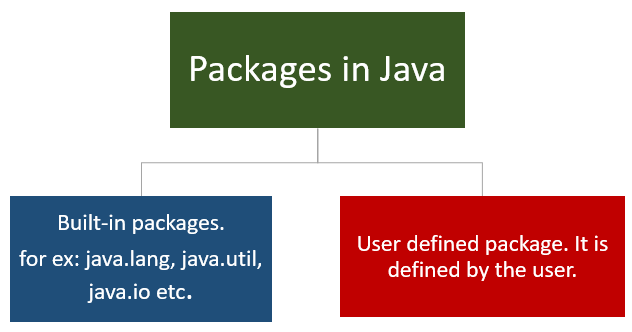 Packages in Java
Built-in packages.
for ex: java.lang, java.util,
java.io etc.
User defined package. It is
defined by the user.